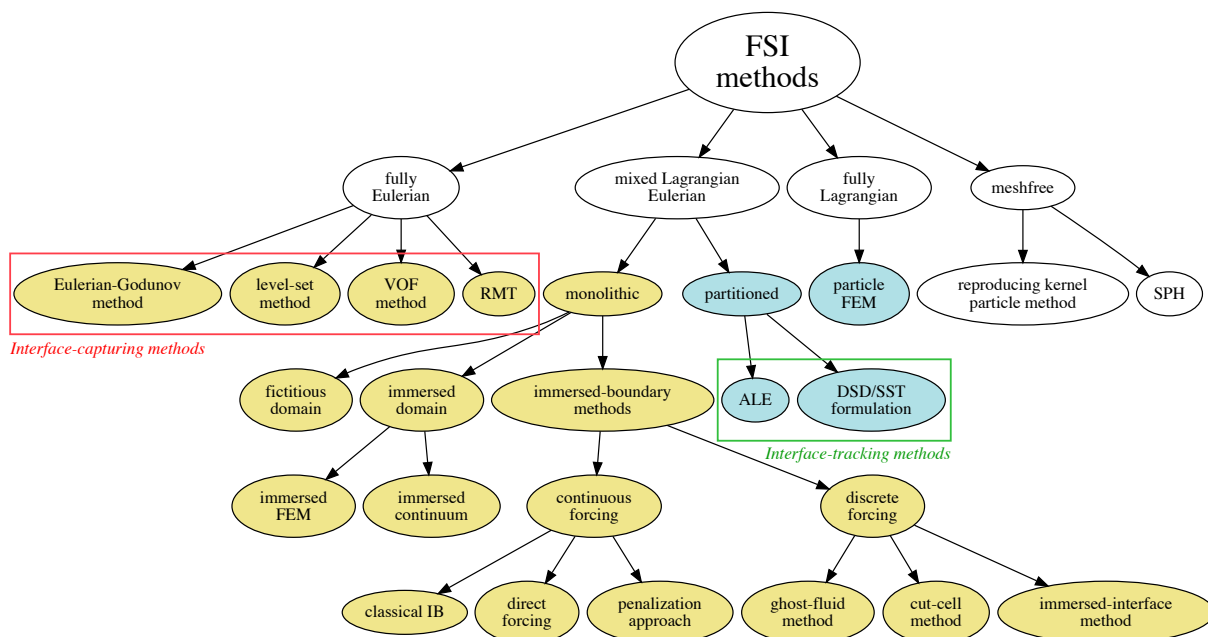 FSI
methods
fully
Eulerian
mixed Lagrangian
Eulerian
fully
Lagrangian
meshfree
Eulerian-Godunov
method
level-set
method
VOF
method
RMT
monolithic
partitioned
particle
FEM
reproducing kernel
particle method
SPH
Interface-capturing methods
fictitious
domain
immersed
domain
immersed-boundary
methods
ALE
DSD/SST
formulation
Interface-tracking methods
immersed
FEM
immersed
continuum
continuous
forcing
discrete
forcing
classical IB
direct
forcing
penalization
approach
ghost-fluid
method
cut-cell
method
immersed-interface
method